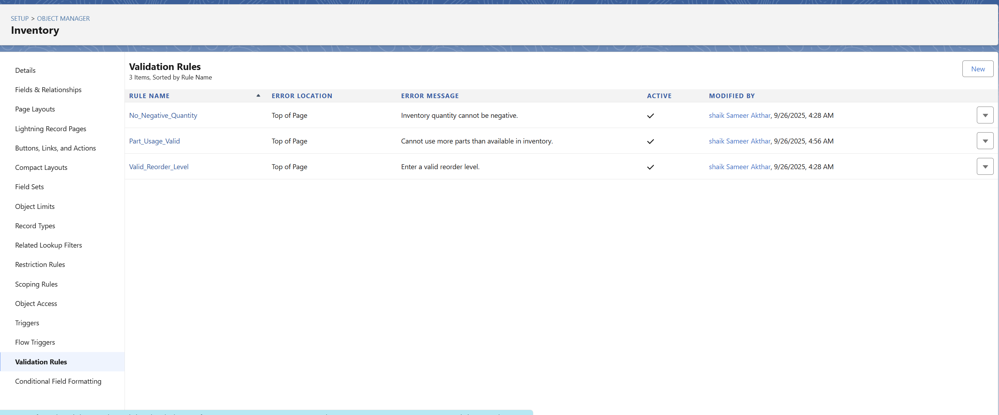 SETUP > OBJECT MANAGER
Inventory
Details
Fields & Relationships
Page Layouts
Lightning Record Pages
Buttons, Links, and Actions
Compact Layouts
Field Sets
Object Limits
Record Types
Related Lookup Filters
Restriction Rules
Scoping Rules
Object Access
Triggers
Flow Triggers
Validation Rules
Conditional Field Formatting
Validation Rules
3 Items, Sorted by Rule Name
New
RULE NAME ERROR LOCATION ERROR MESSAGE ACTIVE MODIFIED BY
No_Negative_Quantity Top of Page Inventory quantity cannot be negative. shaik Sameer Akthar, 9/26/2025, 4:28 AM
Part_Usage_Valid Top of Page Cannot use more parts than available in inventory. shaik Sameer Akthar, 9/26/2025, 4:56 AM
Valid_Reorder_Level Top of Page Enter a valid reorder level. shaik Sameer Akthar, 9/26/2025, 4:28 AM